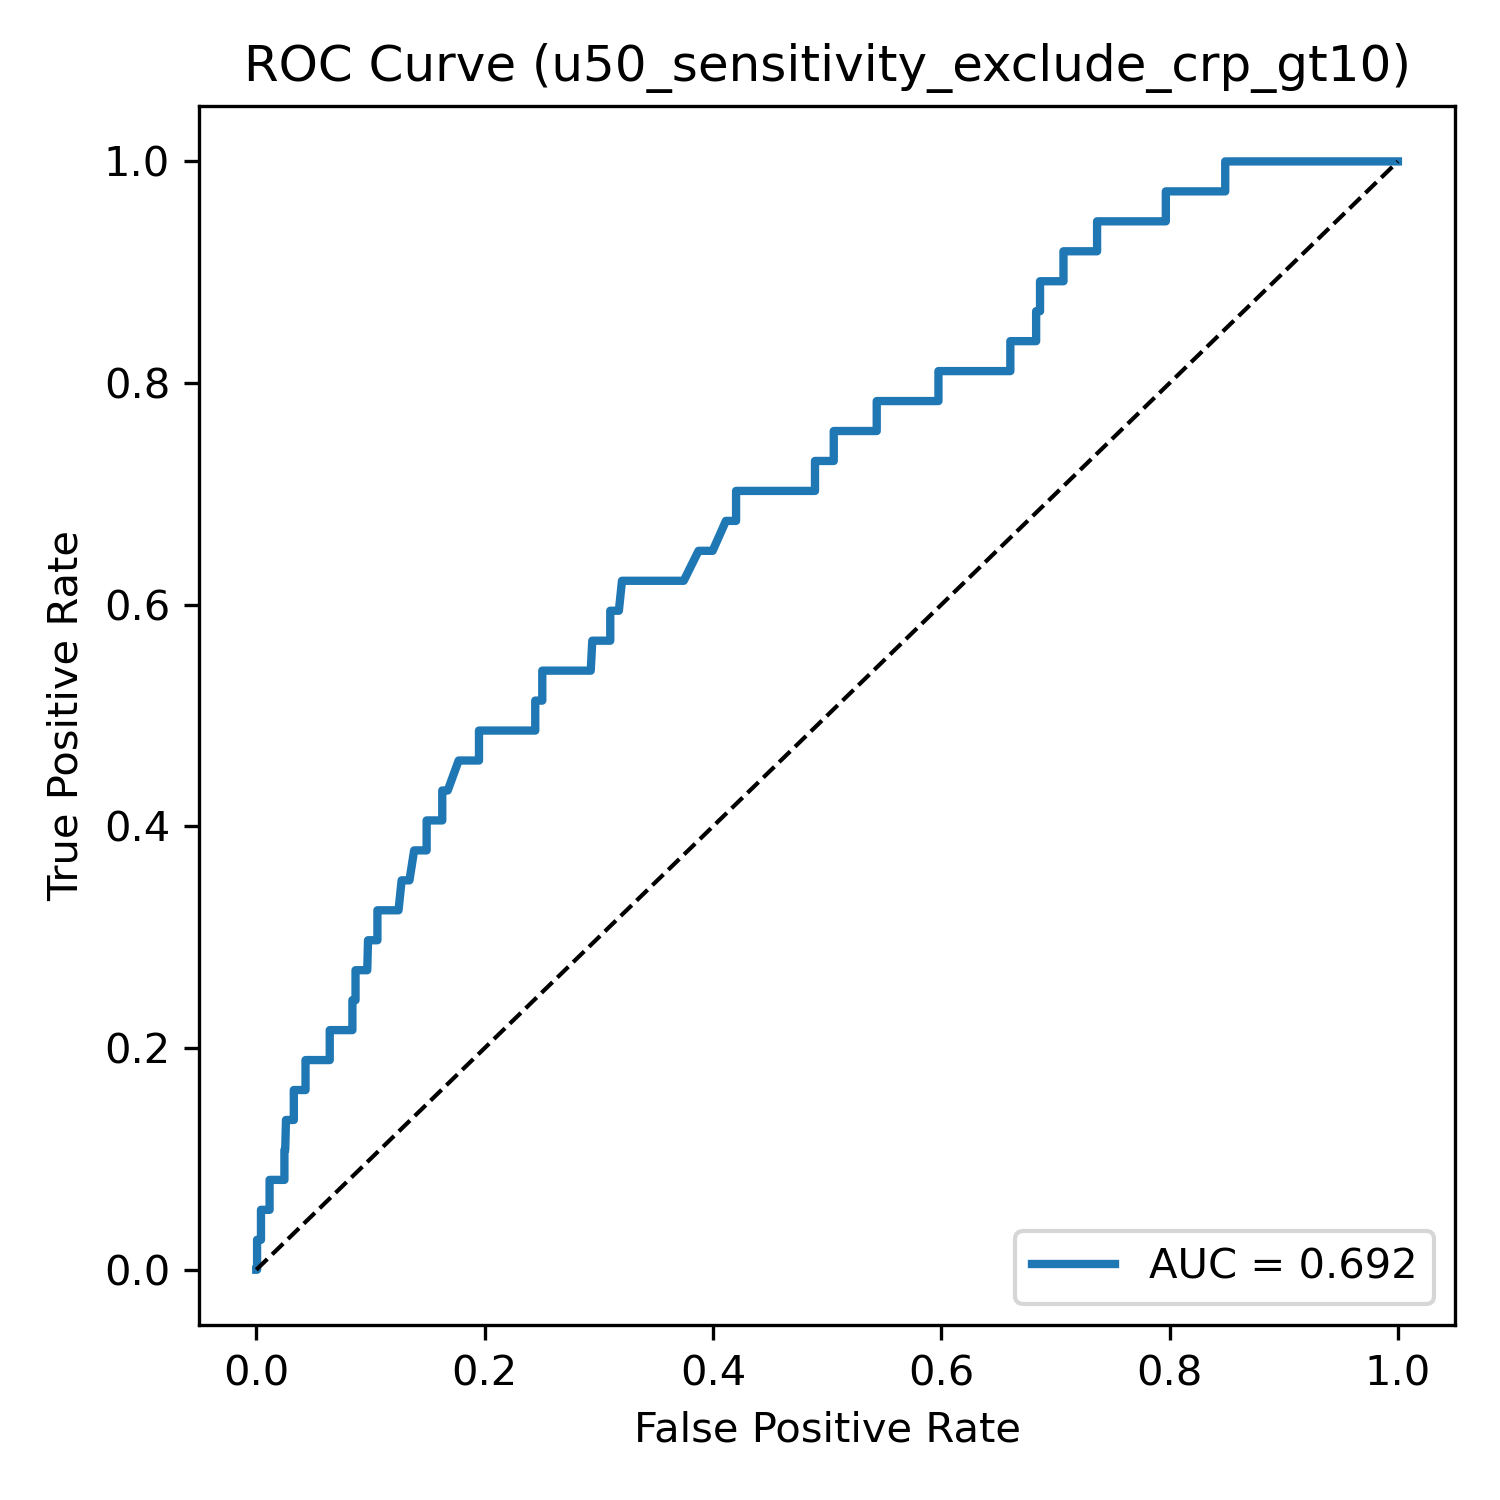 ROC Curve (u50_sensitivity_exclude_crp_gt10)
True Positive Rate
1.0
0.8
0.6
0.4
0.2
0.0
AUC = 0.692
0.0 0.2 0.4 0.6 0.8 1.0
False Positive Rate